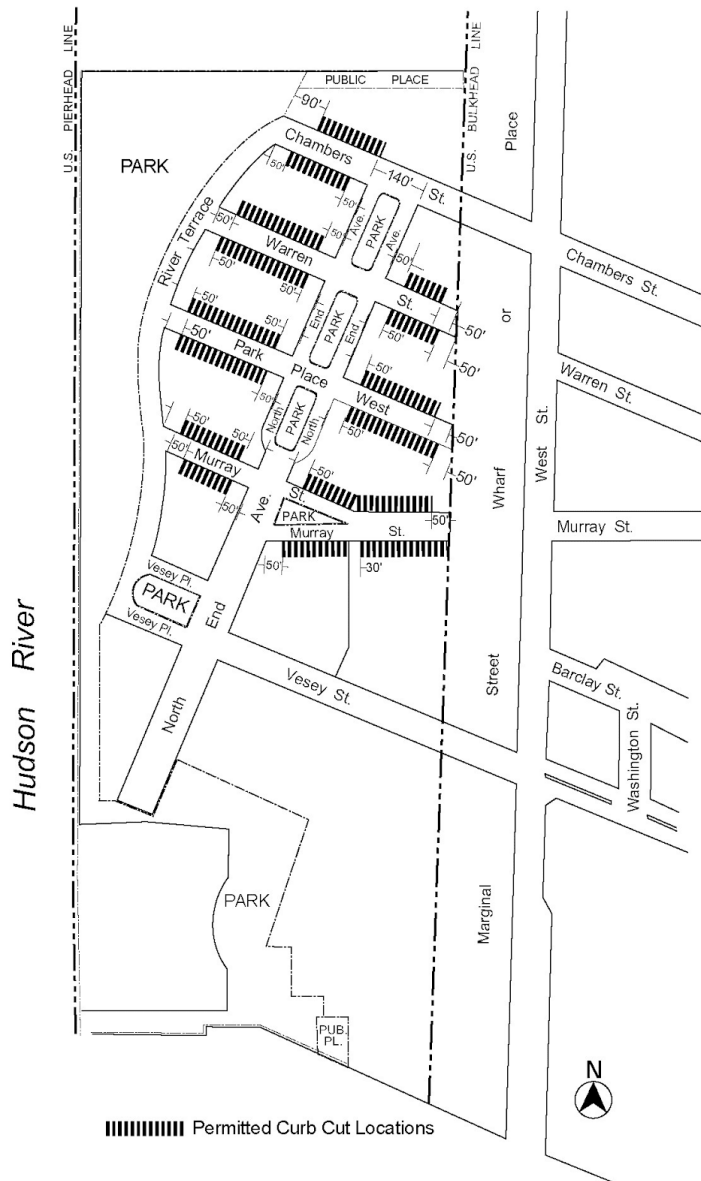 U.S. PIERHEAD LINE
U.S. BULKHEAD LINE
PUBLIC PLACE
90'
PARK
Chambers St.
140'
50'
50'
50'
River Terrace
Ave.
PARK
Ave.
50'
Warren St.
50'
50'
50'
50'
50'
End
PARK
End
50'
50'
Park Place West
50'
50'
50'
North
PARK
North
50'
50'
50'
50'
50'
Murray St.
50'
50'
50'
PARK
50'
Murray St.
50'
30'
Vesey Pl.
PARK
Vesey Pl.
North End Ave.
Vesey St.
Marginal Street Wharf or Place
West St.
Chambers St.
Warren St.
Murray St.
Barclay St.
Washington St.
Hudson River
PARK
PUB.
PL.
N
Permitted Curb Cut Locations